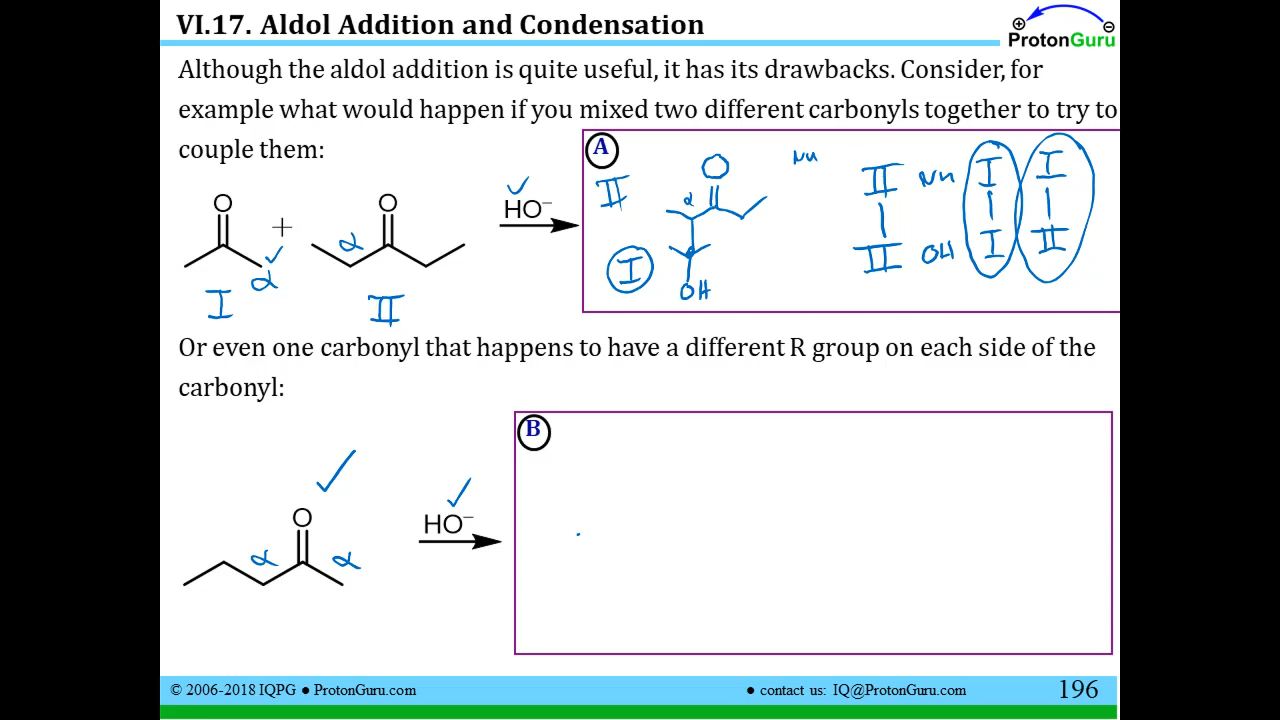 VI.17. Aldol Addition and Condensation
ProtonGuru
Although the aldol addition is quite useful, it has its drawbacks. Consider, for
example what would happen if you mixed two different carbonyls together to try to
couple them:
A
O
+
O
HO⁻
α
α
I
II
II
I
O
α
OH
Nu
II Nu I I
II OH I II
Or even one carbonyl that happens to have a different R group on each side of the
carbonyl:
B
O
α
α
HO⁻
© 2006-2018 IQPG ● ProtonGuru.com
● contact us: IQ@ProtonGuru.com
196